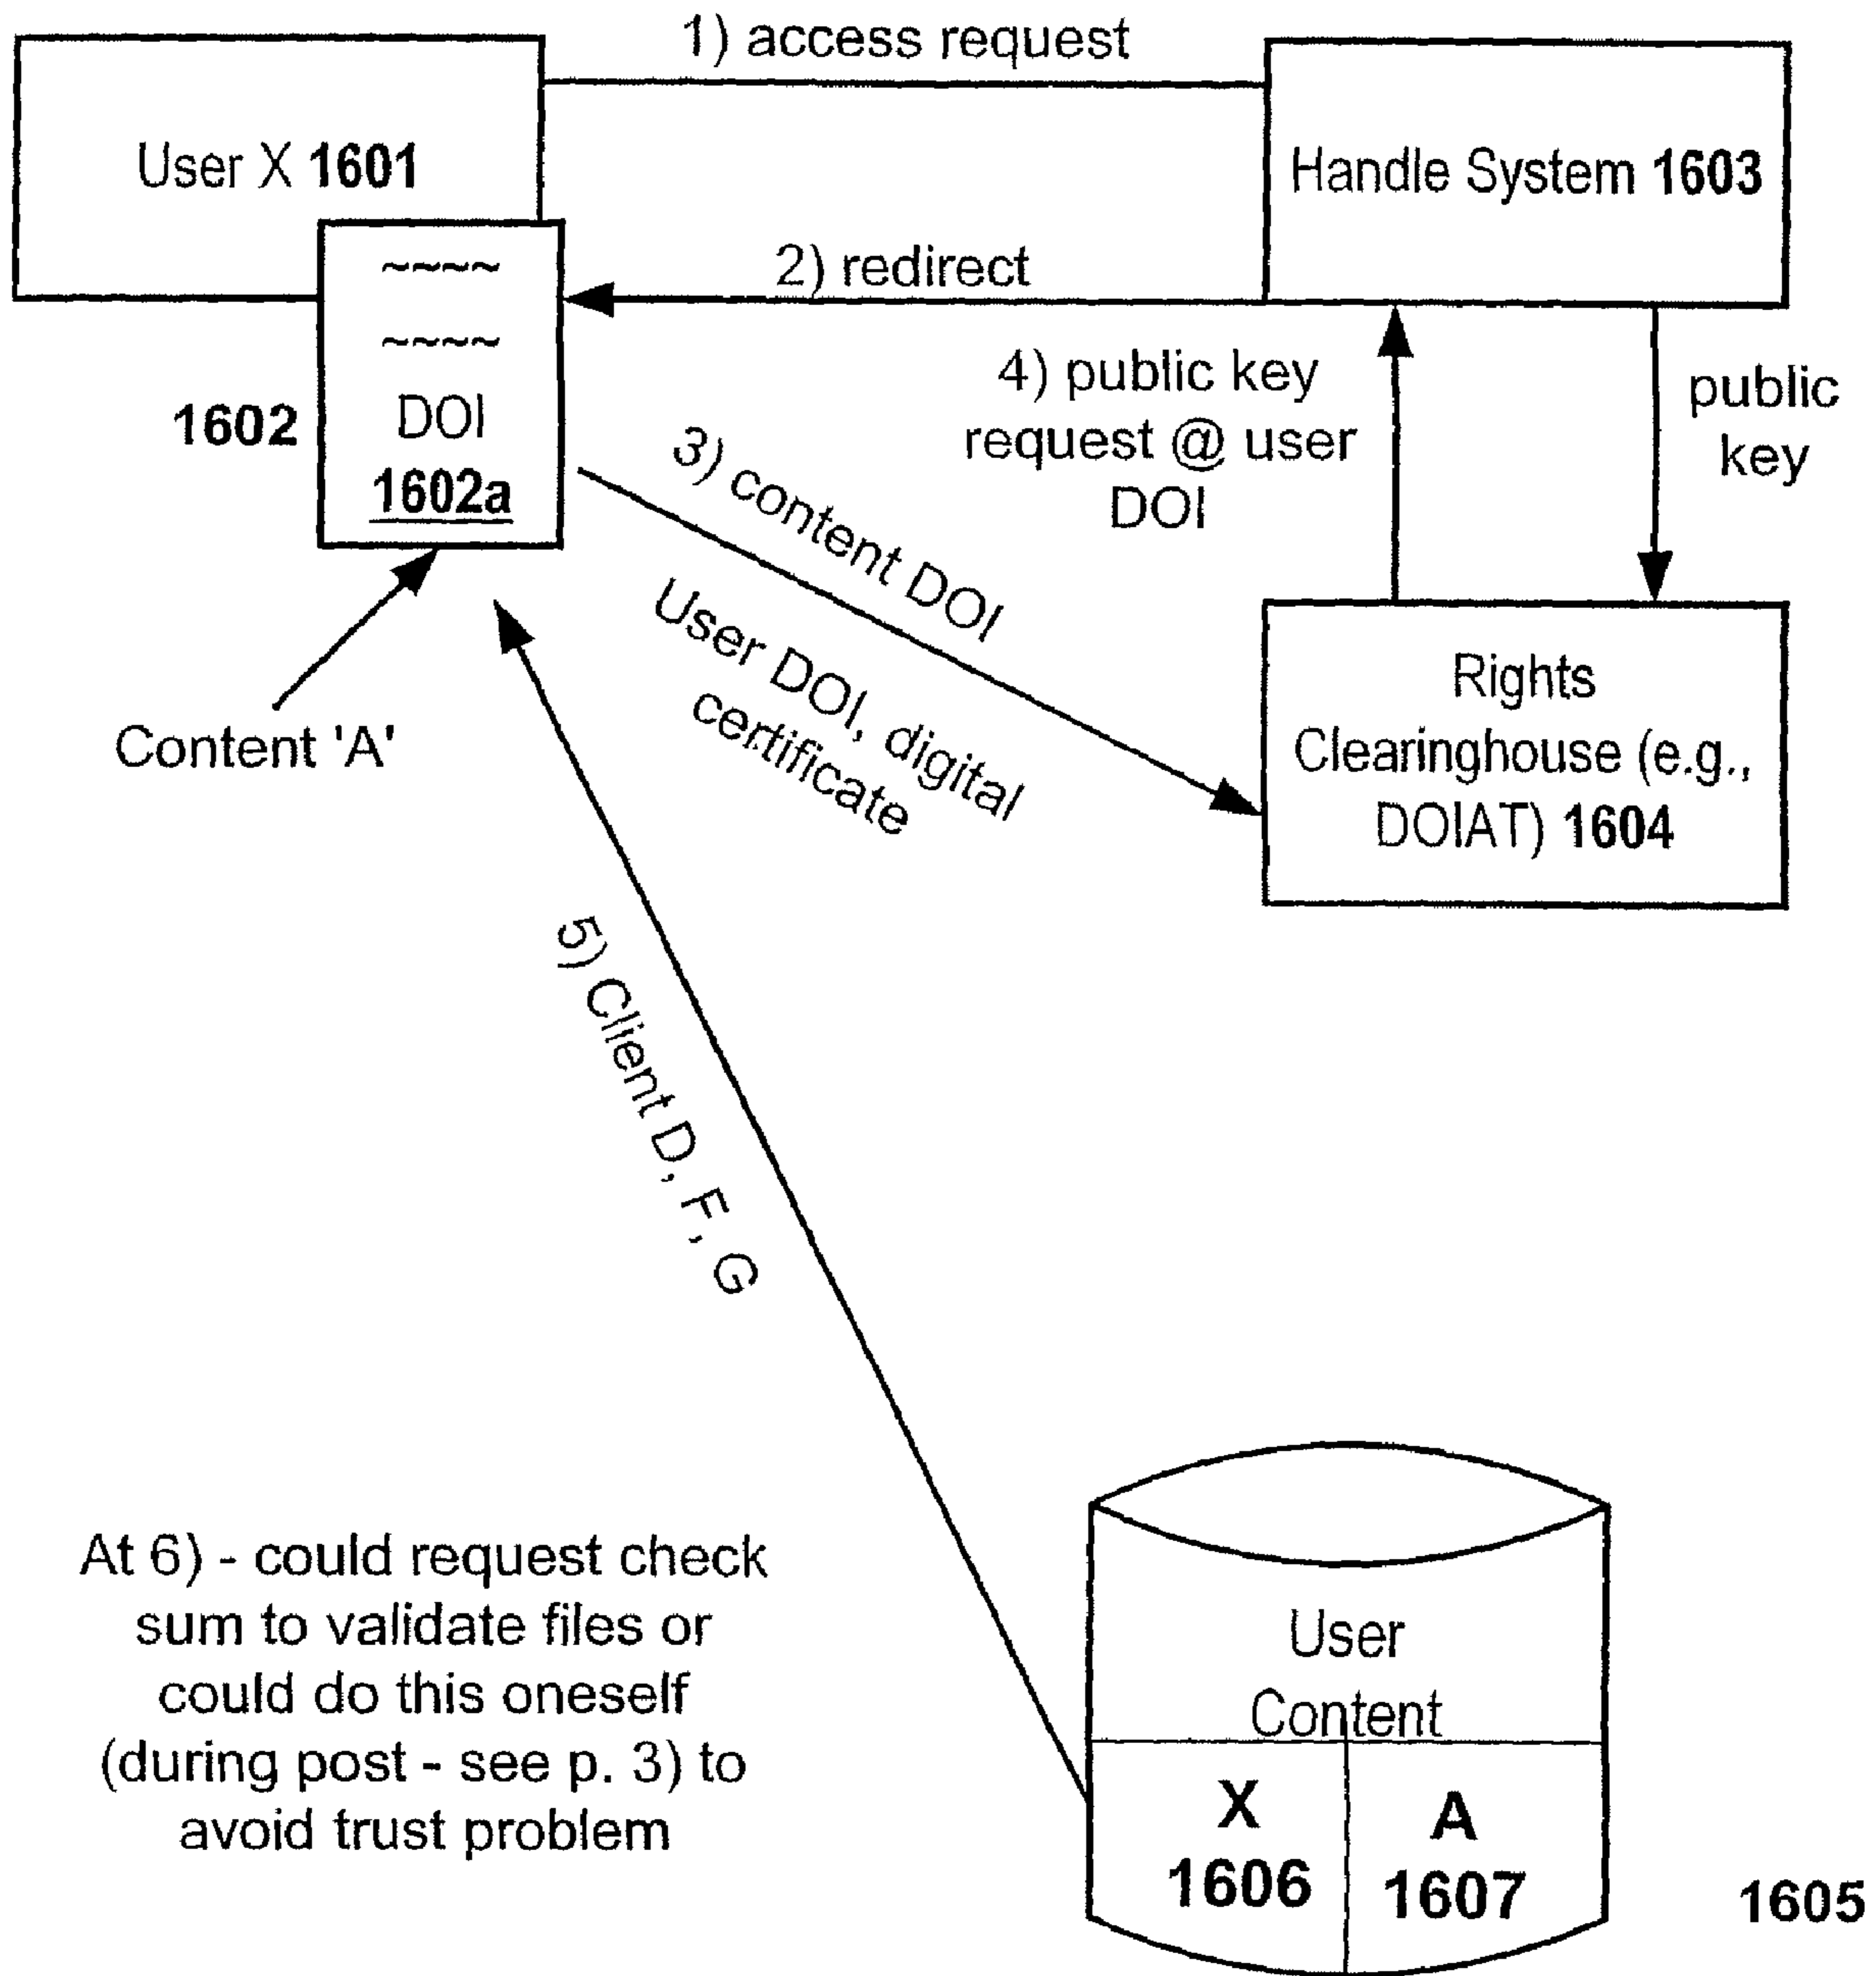 1) access request
User X 1601
Handle System 1603
2) redirect
~~~~
~~~~
DOI
1602a
1602
4) public key
request @ user
DOI
public
key
3) content DOI
User DOI, digital
certificate
Content 'A'
Rights
Clearinghouse (e.g.,
DOIAT) 1604
5) Client D, F, G
At 6) - could request check
sum to validate files or
could do this oneself
(during post - see p. 3) to
avoid trust problem
User
Content
X
1606
A
1607
1605